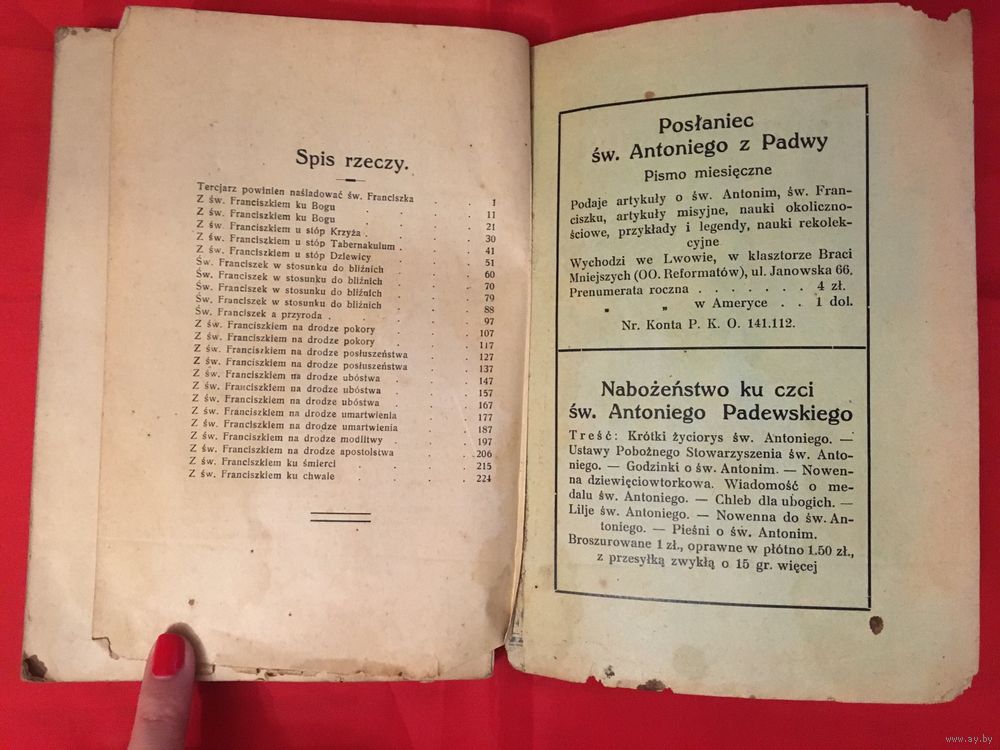 Spis rzeczy.
Tercjarz powinien naśladować św. Franciszka . . 1
Z św. Franciszkiem ku Bogu . . . . 11
Z św. Franciszkiem ku Bogu . . . . 21
Z św. Franciszkiem u stóp Krzyża . . . . 30
Z św. Franciszkiem u stóp Tabernakulum . . . 41
Z św. Franciszkiem u stóp Dziewicy . . . 51
Św. Franciszek w stosunku do bliźnich . . . 60
Św. Franciszek w stosunku do bliźnich . . . 70
Św. Franciszek w stosunku do bliźnich . . . 79
Św. Franciszek w stosunku do bliźnich . . . 88
Św. Franciszek a przyroda . . . . 97
Z św. Franciszkiem na drodze pokory . . . 107
Z św. Franciszkiem na drodze pokory . . . 117
Z św. Franciszkiem na drodze posłuszeństwa . . 127
Z św. Franciszkiem na drodze posłuszeństwa . . 137
Z św. Franciszkiem na drodze ubóstwa . . . 147
Z św. Franciszkiem na drodze ubóstwa . . . 157
Z św. Franciszkiem na drodze ubóstwa . . . 167
Z św. Franciszkiem na drodze umartwienia . . . 177
Z św. Franciszkiem na drodze umartwienia . . . 187
Z św. Franciszkiem na drodze modlitwy . . . 197
Z św. Franciszkiem na drodze apostolstwa . . . 206
Z św. Franciszkiem ku śmierci . . . . 215
Z św. Franciszkiem ku chwale . . . . 224
Posłaniec
św. Antoniego z Padwy
Pismo miesięczne
Podaje artykuły o św. Antonim, św. Fran-
ciszku, artykuły misyjne, nauki okoliczno-
ściowe, przykłady i legendy, nauki rekolek-
cyjne
Wychodzi we Lwowie, w klasztorze Braci
Mniejszych (OO. Reformatów), ul. Janowska 66.
Prenumerata roczna . . . . . . . 4 zł.
„ „ w Ameryce . . 1 dol.
Nr. Konta P. K. O. 141.112.
Nabożeństwo ku czci
św. Antoniego Padewskiego
Treść: Krótki życiorys św. Antoniego. —
Ustawy Pobożnego Stowarzyszenia św. Anto-
niego. — Godzinki o św. Antonim. — Nowen-
na dziewięciowtorkowa. Wiadomość o me-
dalu św. Antoniego. — Chleb dla ubogich. —
Lilje św. Antoniego. — Nowenna do św. An-
toniego. — Pieśni o św. Antonim.
Broszurowane 1 zł., oprawne w płótno 1.50 zł.,
z przesyłką zwykłą o 15 gr. więcej
www.ay.by